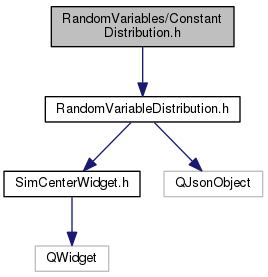 RandomVariables/Constant
Distribution.h
RandomVariableDistribution.h
SimCenterWidget.h
QJsonObject
QWidget